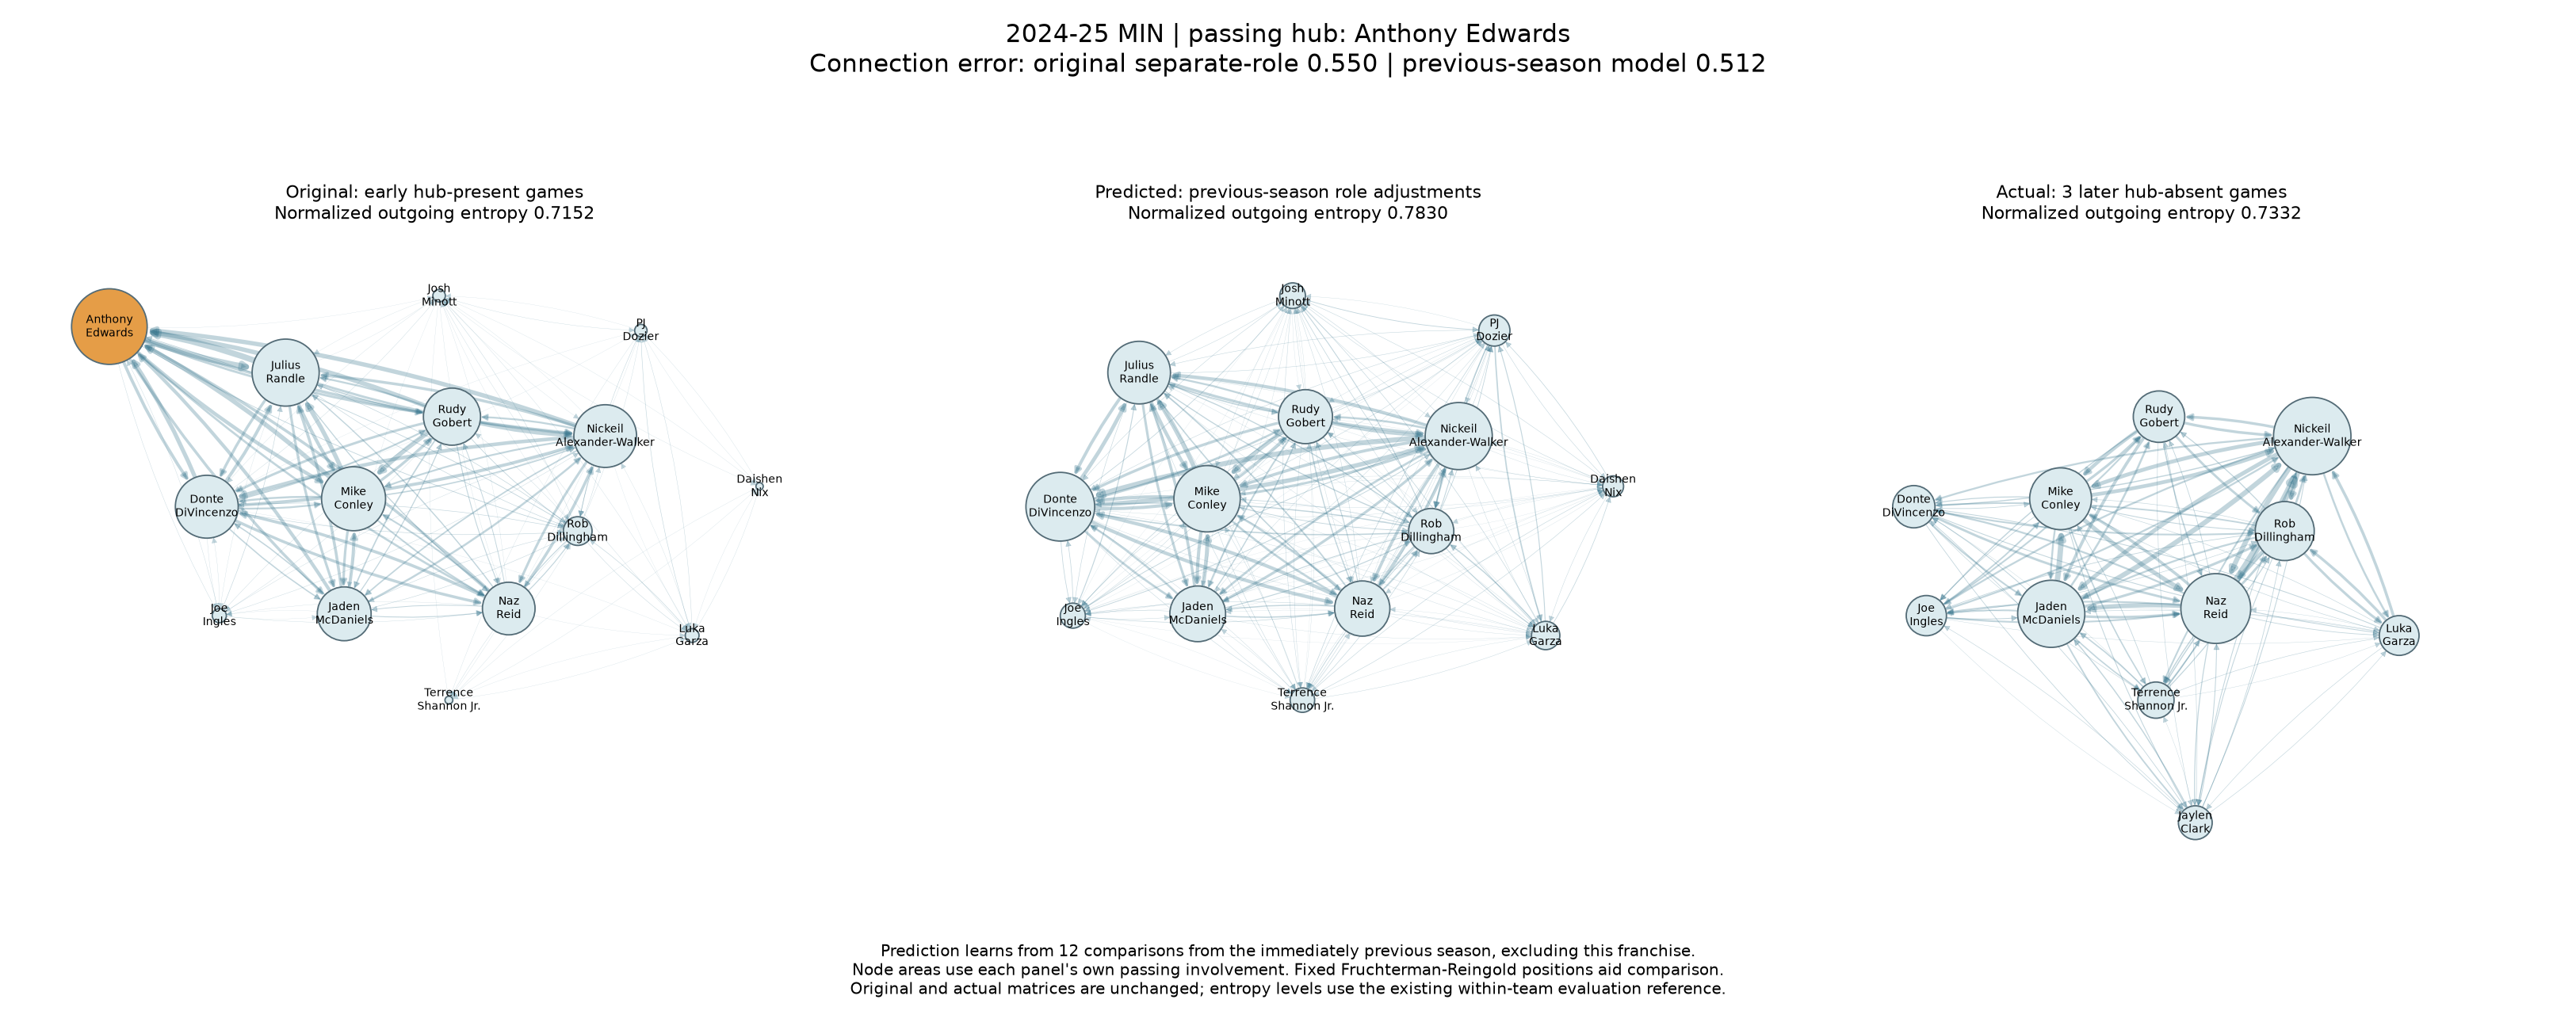 2024-25 MIN | passing hub: Anthony Edwards
Connection error: original separate-role 0.550 | previous-season model 0.512
Original: early hub-present games
Normalized outgoing entropy 0.7152
Anthony
Edwards
Josh
Minott
PJ
Dozier
Julius
Randle
Rudy
Gobert
Nickeil
Alexander-Walker
Daishen
Nix
Donte
DiVincenzo
Mike
Conley
Rob
Dillingham
Joe
Ingles
Jaden
McDaniels
Naz
Reid
Luka
Garza
Terrence
Shannon Jr.
Predicted: previous-season role adjustments
Normalized outgoing entropy 0.7830
Josh
Minott
PJ
Dozier
Julius
Randle
Rudy
Gobert
Nickeil
Alexander-Walker
Daishen
Nix
Donte
DiVincenzo
Mike
Conley
Rob
Dillingham
Joe
Ingles
Jaden
McDaniels
Naz
Reid
Luka
Garza
Terrence
Shannon Jr.
Actual: 3 later hub-absent games
Normalized outgoing entropy 0.7332
Rudy
Gobert
Nickeil
Alexander-Walker
Donte
DiVincenzo
Mike
Conley
Rob
Dillingham
Joe
Ingles
Jaden
McDaniels
Naz
Reid
Luka
Garza
Terrence
Shannon Jr.
Jaylen
Clark
Prediction learns from 12 comparisons from the immediately previous season, excluding this franchise.
Node areas use each panel's own passing involvement. Fixed Fruchterman-Reingold positions aid comparison.
Original and actual matrices are unchanged; entropy levels use the existing within-team evaluation reference.